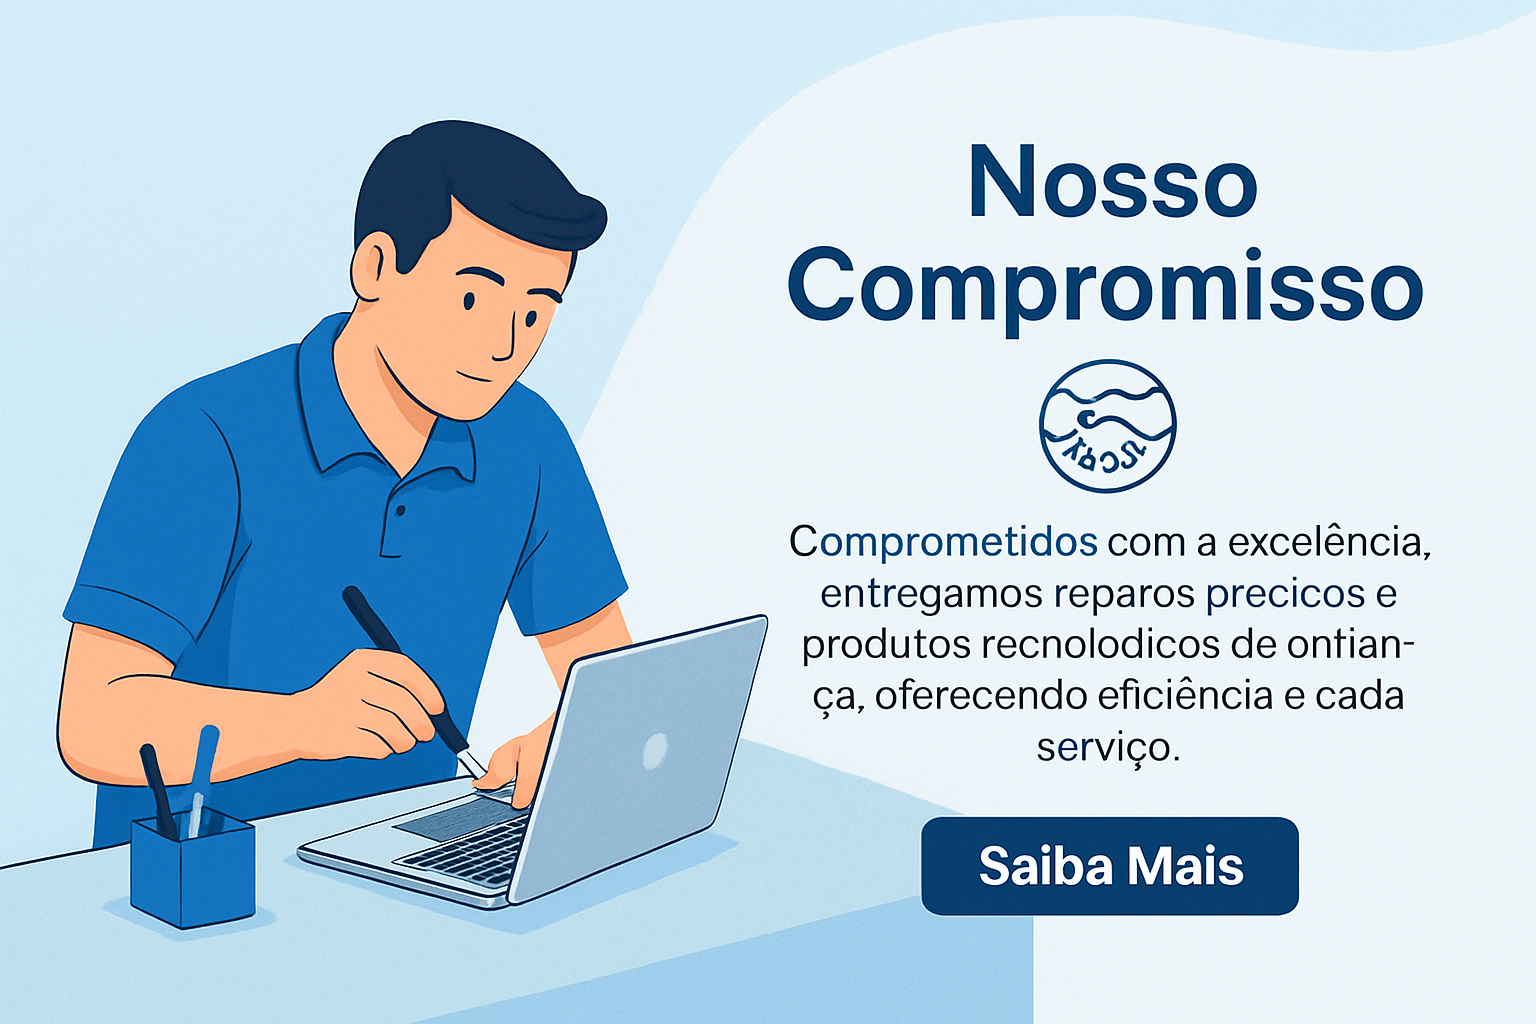 Nosso
Compromisso
Comprometidos com a excelência,
entregamos reparos precicos e
produtos recnolodicos de ontian-
ça, oferecendo eficiência e cada
serviço.
Saiba Mais